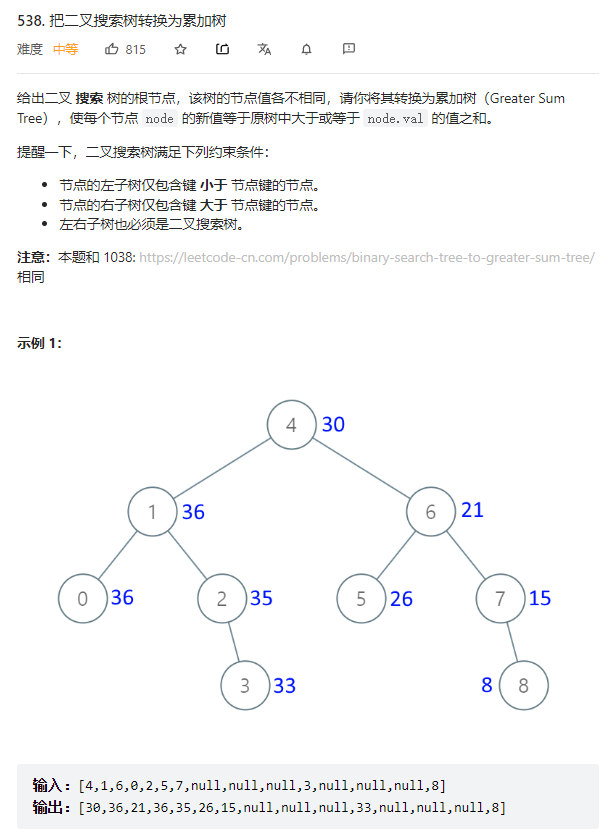 538. 把二叉搜索树转换为累加树
难度 中等 815
给出二叉 搜索 树的根节点，该树的节点值各不相同，请你将其转换为累加树（Greater Sum
Tree），使每个节点 node 的新值等于原树中大于或等于 node.val 的值之和。
提醒一下，二叉搜索树满足下列约束条件：
节点的左子树仅包含键 小于 节点键的节点。
节点的右子树仅包含键 大于 节点键的节点。
左右子树也必须是二叉搜索树。
注意：本题和 1038: https://leetcode-cn.com/problems/binary-search-tree-to-greater-sum-tree/
相同
示例 1：
4 30
1 36 6 21
0 36 2 35 5 26 7 15
3 33 8 8
输入：[4,1,6,0,2,5,7,null,null,null,3,null,null,null,8]
输出：[30,36,21,36,35,26,15,null,null,null,33,null,null,null,8]